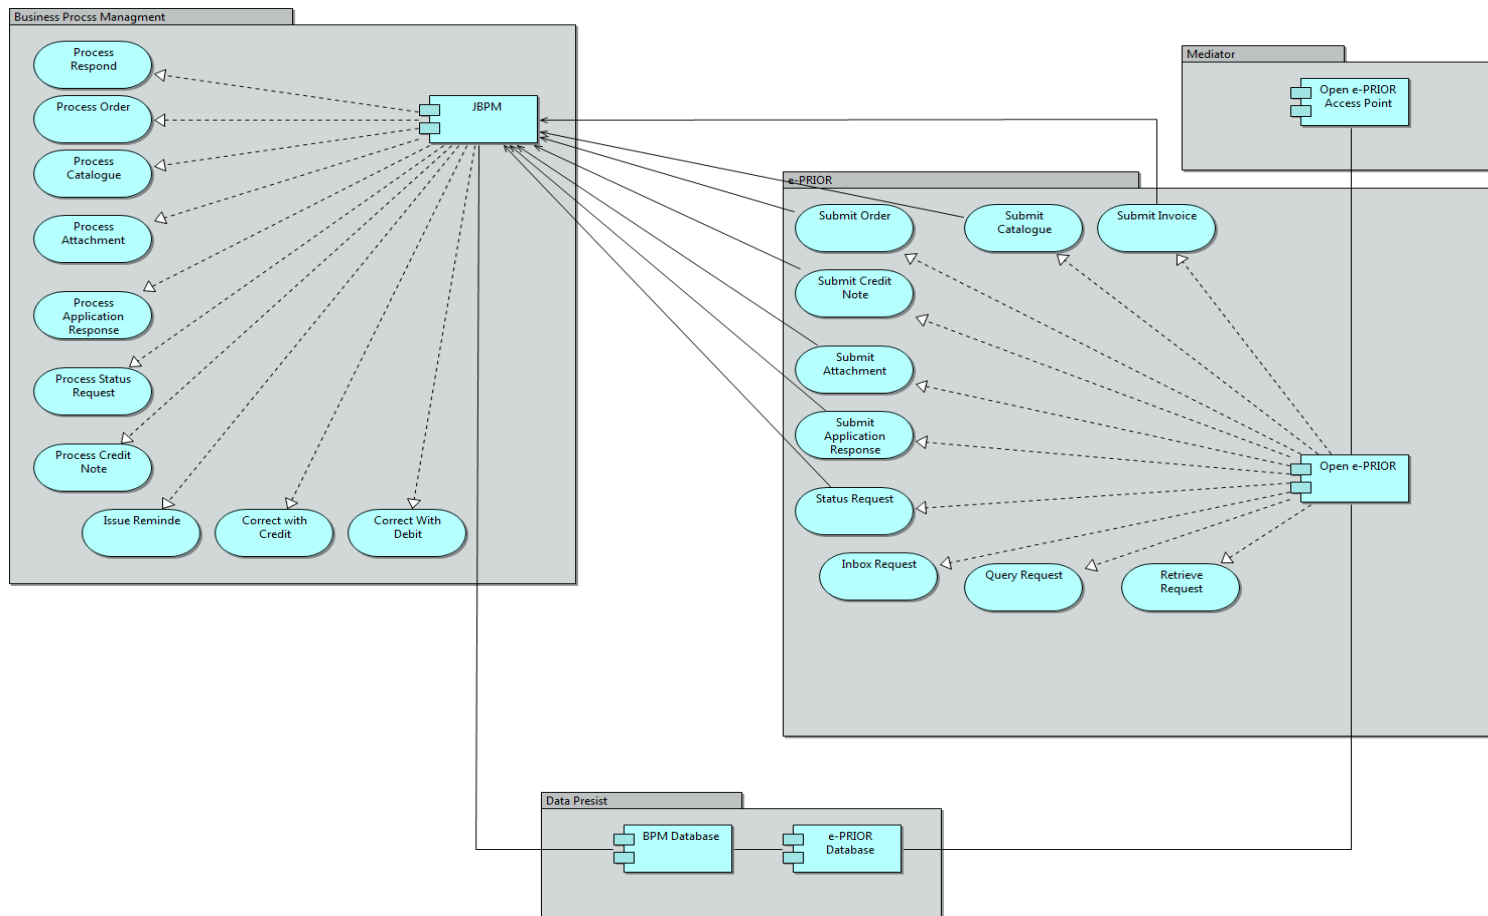 Business Procss Managment
Process
Respond
Process Order
Process
Catalogue
Process
Attachment
Process
Application
Response
Process Status
Request
Process Credit
Note
Issue Reminde
Correct with
Credit
Correct With
Debit
JBPM
Mediator
Open e-PRIOR
Access Point
e-PRIOR
Submit Order
Submit
Catalogue
Submit Invoice
Submit Credit
Note
Submit
Attachment
Submit
Application
Response
Status Request
Inbox Request
Query Request
Retrieve
Request
Open e-PRIOR
Data Presist
BPM Database
e-PRIOR
Database